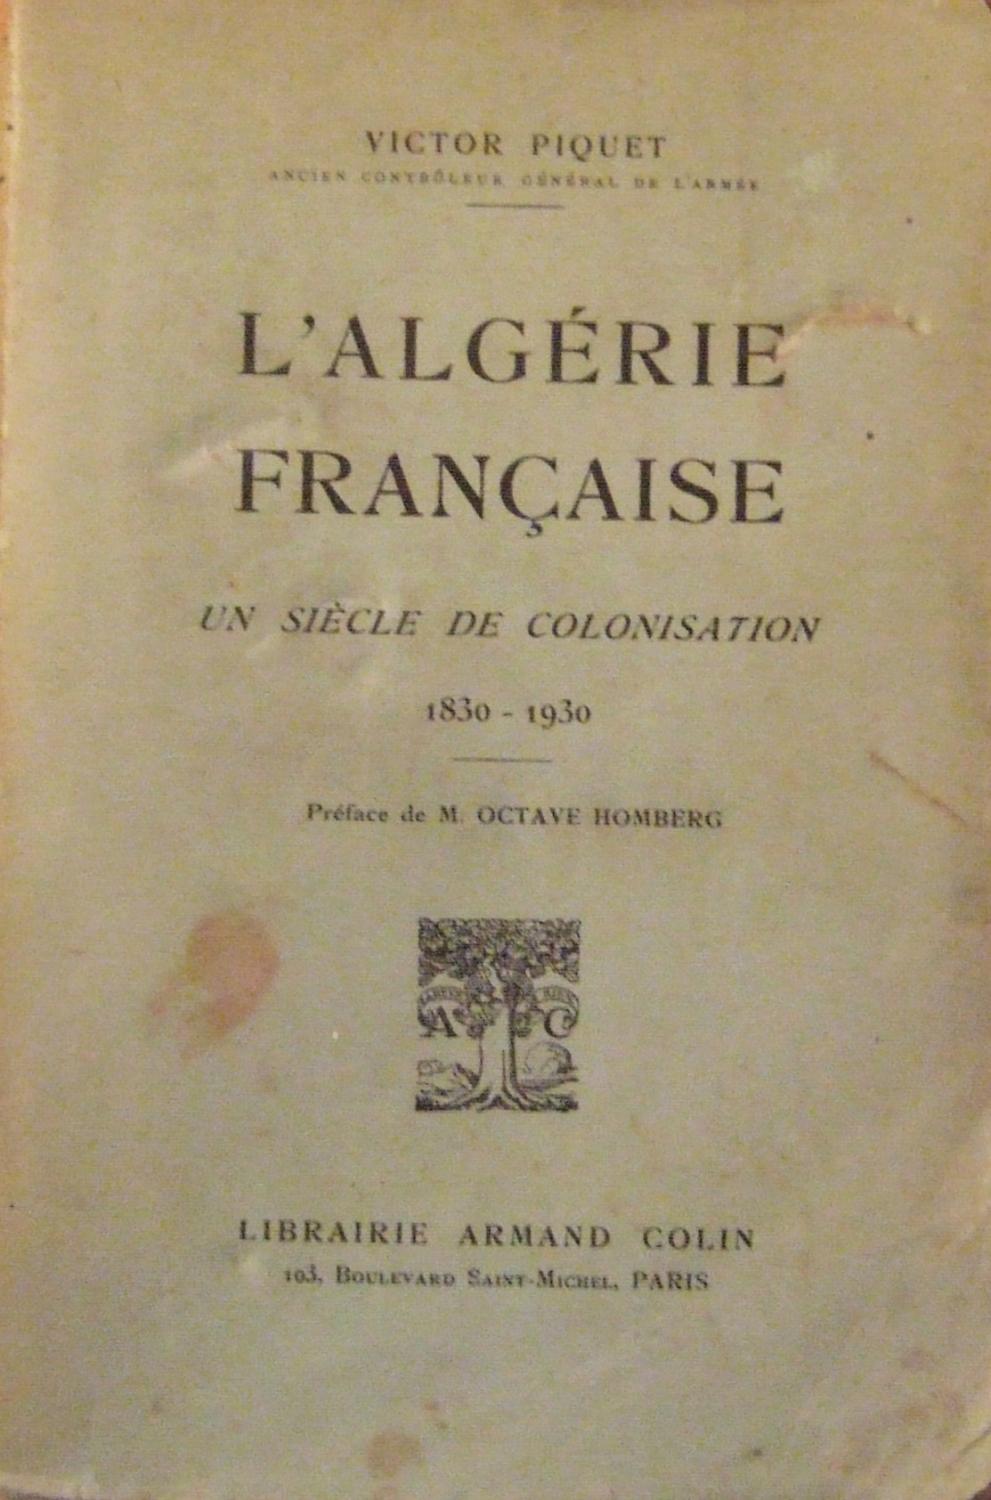 VICTOR PIQUET
ANCIEN CONTRÔLEUR GÉNÉRAL DE L'ARMÉE
L'ALGÉRIE
FRANÇAISE
UN SIÈCLE DE COLONISATION
1830 - 1930
Préface de M. OCTAVE HOMBERG
A C
LIBRAIRIE ARMAND COLIN
103, BOULEVARD SAINT-MICHEL, PARIS